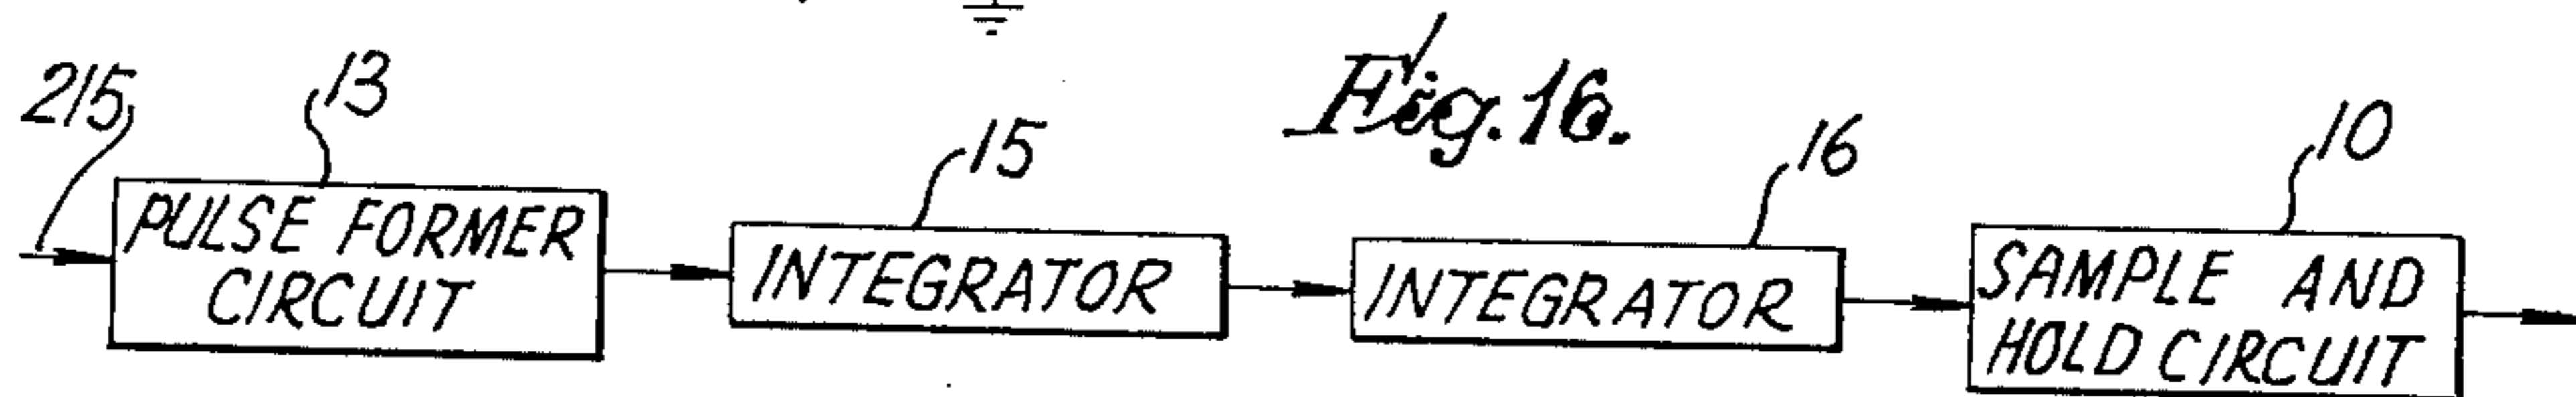 Fig. 16.
215
13
15
16
10
PULSE FORMER
CIRCUIT
INTEGRATOR
INTEGRATOR
SAMPLE AND
HOLD CIRCUIT